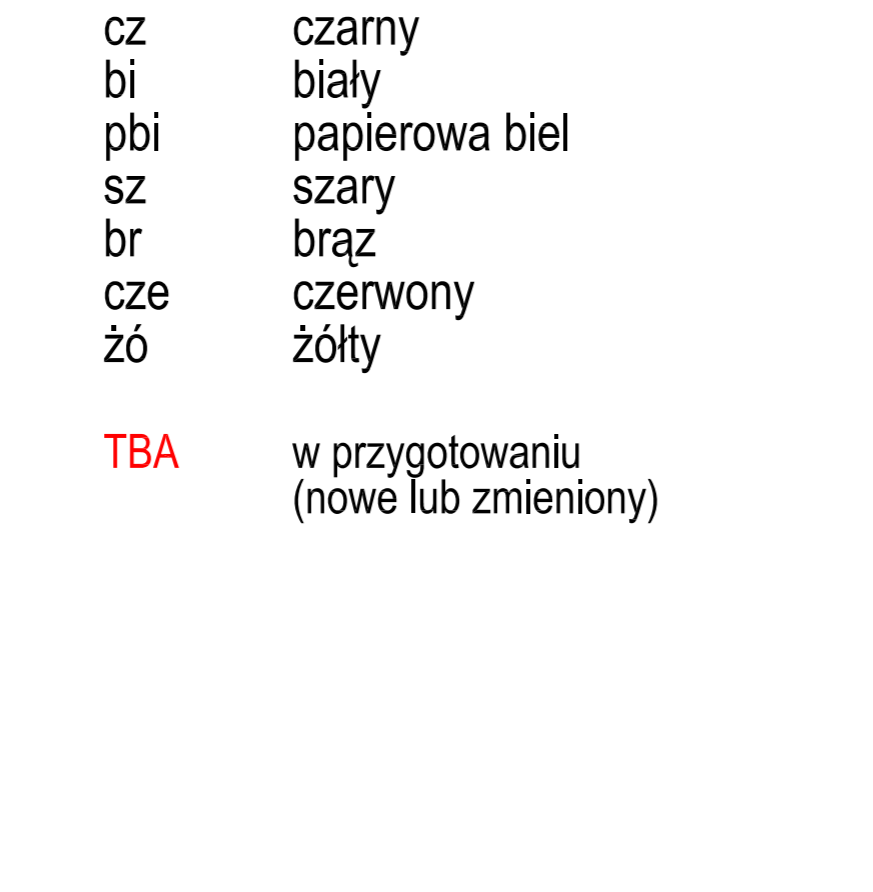 cz czarny
bi biały
pbi papierowa biel
sz szary
br brąz
cze czerwony
żó żółty
TBA w przygotowaniu
(nowe lub zmieniony)